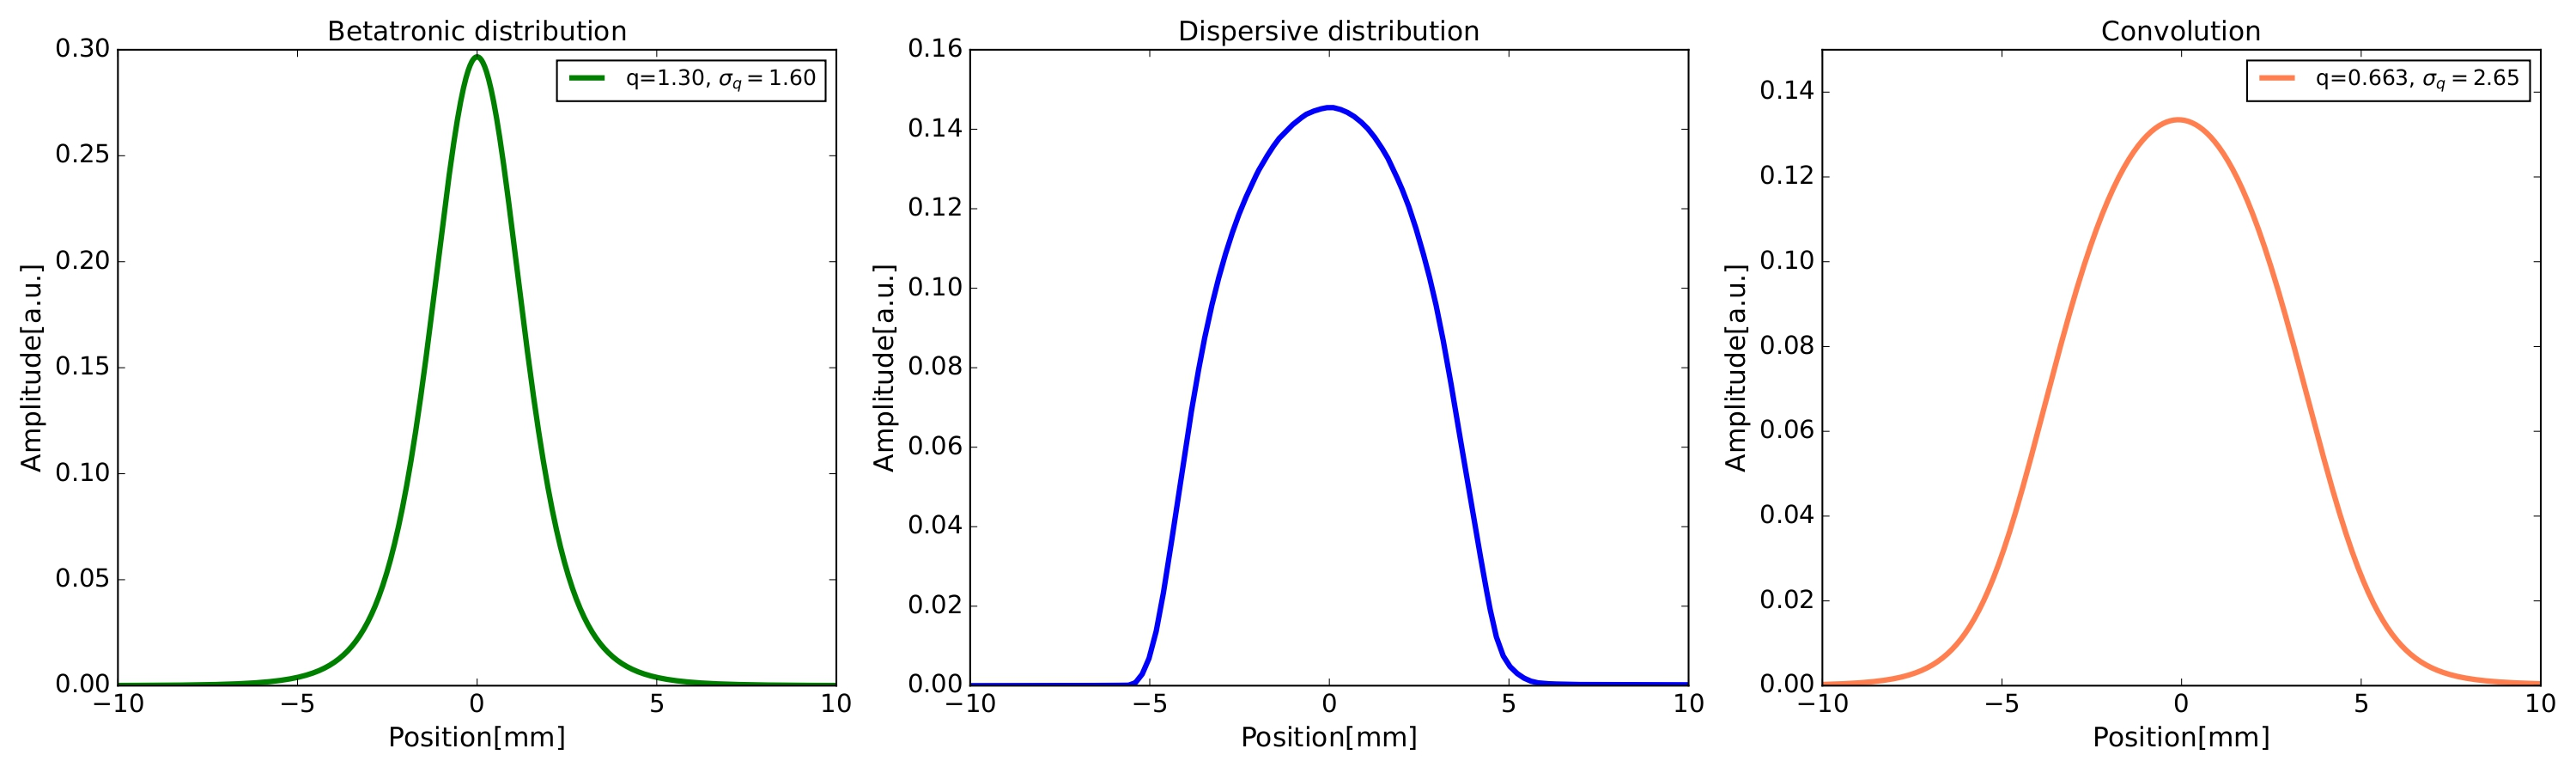 Betatronic distribution
0.30
0.25
0.20
0.15
0.10
0.05
0.00
−10 −5 0 5 10
Amplitude[a.u.]
Position[mm]
q=1.30, σq = 1.60
Dispersive distribution
0.16
0.14
0.12
0.10
0.08
0.06
0.04
0.02
0.00
−10 −5 0 5 10
Amplitude[a.u.]
Position[mm]
Convolution
0.14
0.12
0.10
0.08
0.06
0.04
0.02
0.00
−10 −5 0 5 10
Amplitude[a.u.]
Position[mm]
q=0.663, σq = 2.65